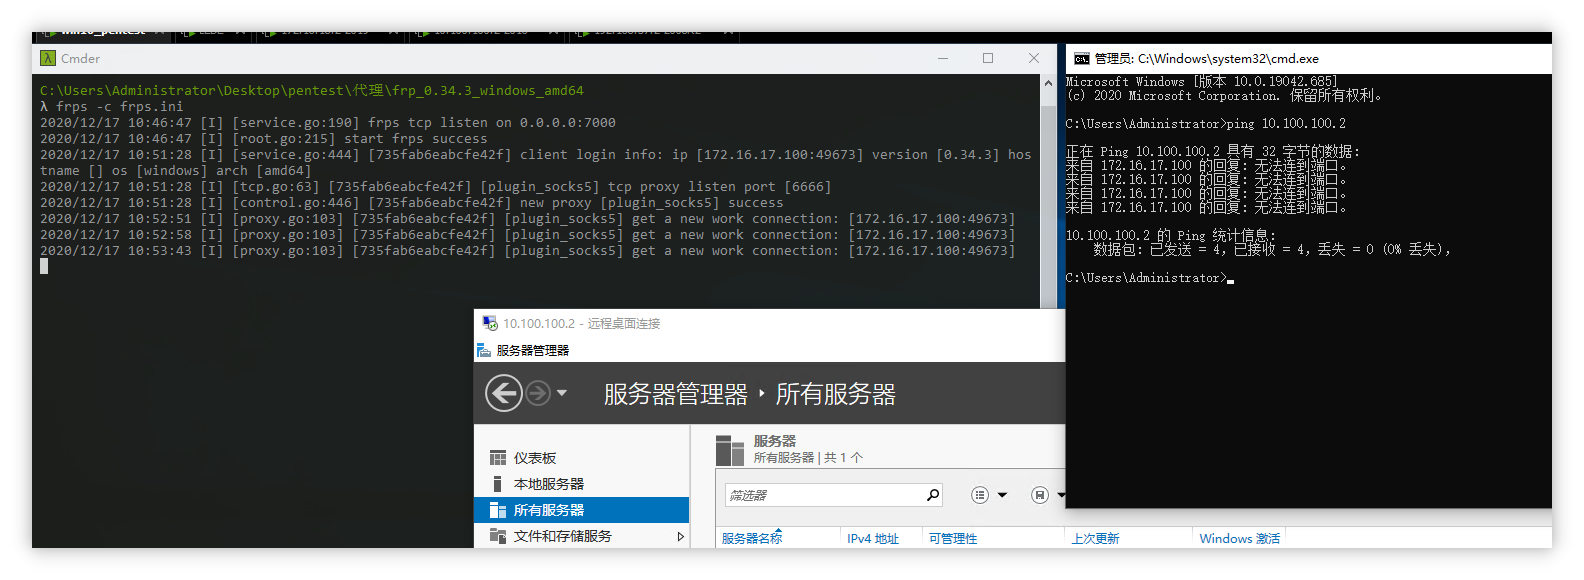 win10_pentest
Cmder
C:\Users\Administrator\Desktop\pentest\代理\frp_0.34.3_windows_amd64
λ frps -c frps.ini
2020/12/17 10:46:47 [I] [service.go:190] frps tcp listen on 0.0.0.0:7000
2020/12/17 10:46:47 [I] [root.go:215] start frps success
2020/12/17 10:51:28 [I] [service.go:444] [735fab6eabcfe42f] client login info: ip [172.16.17.100:49673] version [0.34.3] hos
tname [] os [windows] arch [amd64]
2020/12/17 10:51:28 [I] [tcp.go:63] [735fab6eabcfe42f] [plugin_socks5] tcp proxy listen port [6666]
2020/12/17 10:51:28 [I] [control.go:446] [735fab6eabcfe42f] new proxy [plugin_socks5] success
2020/12/17 10:52:51 [I] [proxy.go:103] [735fab6eabcfe42f] [plugin_socks5] get a new work connection: [172.16.17.100:49673]
2020/12/17 10:52:58 [I] [proxy.go:103] [735fab6eabcfe42f] [plugin_socks5] get a new work connection: [172.16.17.100:49673]
2020/12/17 10:53:43 [I] [proxy.go:103] [735fab6eabcfe42f] [plugin_socks5] get a new work connection: [172.16.17.100:49673]
管理员: C:\Windows\system32\cmd.exe
Microsoft Windows [版本 10.0.19042.685]
(c) 2020 Microsoft Corporation. 保留所有权利。
C:\Users\Administrator>ping 10.100.100.2
正在 Ping 10.100.100.2 具有 32 字节的数据:
来自 172.16.17.100 的回复: 无法连到端口。
来自 172.16.17.100 的回复: 无法连到端口。
来自 172.16.17.100 的回复: 无法连到端口。
来自 172.16.17.100 的回复: 无法连到端口。
10.100.100.2 的 Ping 统计信息:
数据包: 已发送 = 4，已接收 = 4，丢失 = 0 (0% 丢失)，
C:\Users\Administrator>
10.100.100.2 - 远程桌面连接
服务器管理器
服务器管理器 ‣ 所有服务器
仪表板
本地服务器
所有服务器
文件和存储服务
服务器
所有服务器 | 共 1 个
筛选器
服务器名称 IPv4 地址 可管理性 上次更新 Windows 激活